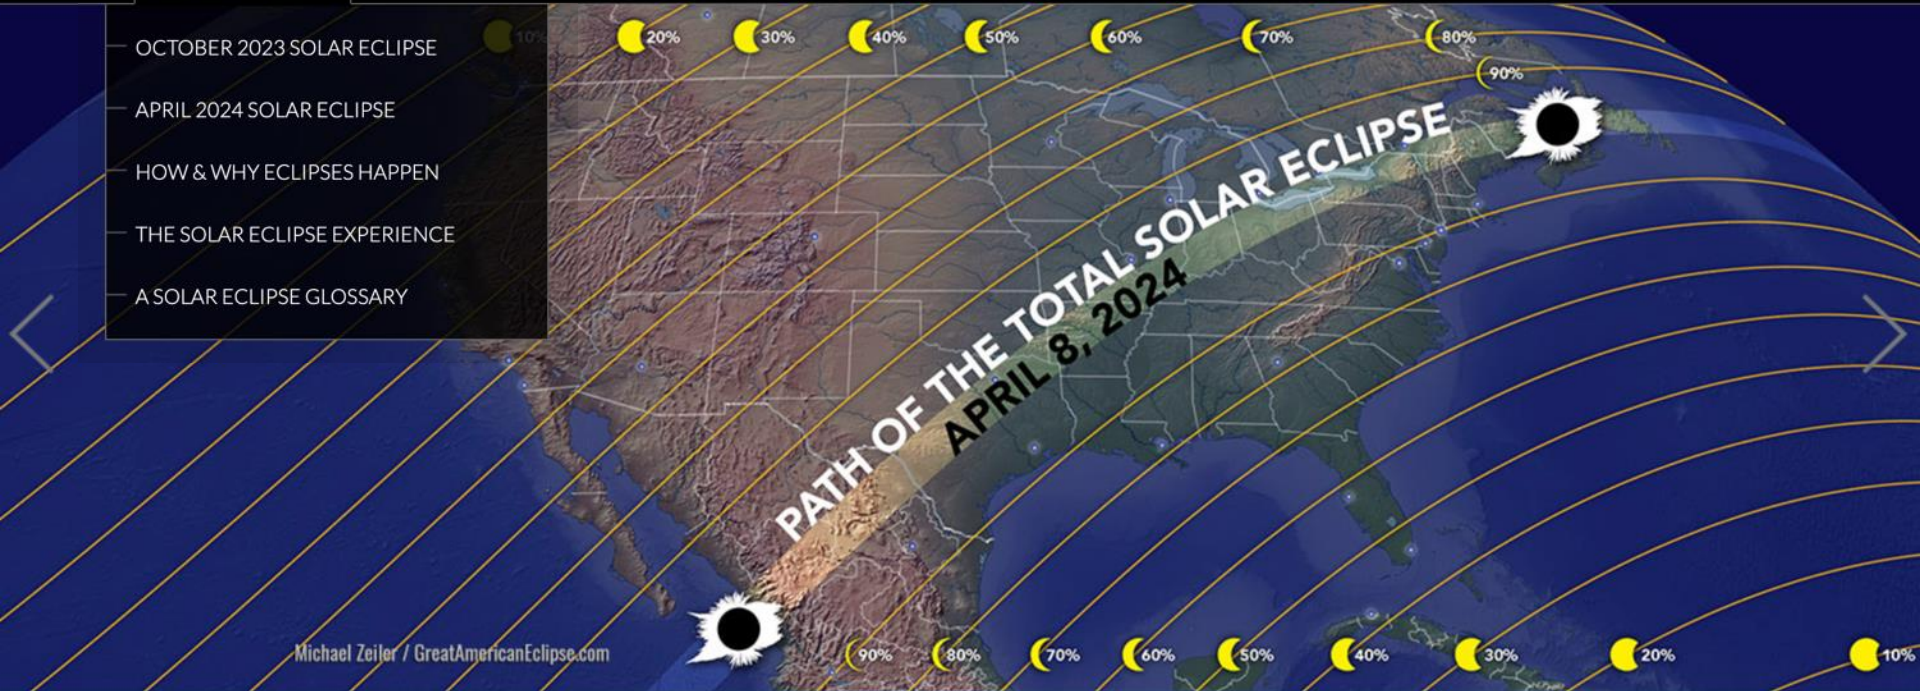 OCTOBER 2023 SOLAR ECLIPSE
APRIL 2024 SOLAR ECLIPSE
HOW & WHY ECLIPSES HAPPEN
THE SOLAR ECLIPSE EXPERIENCE
A SOLAR ECLIPSE GLOSSARY
10%
20%
30%
40%
50%
60%
70%
80%
90%
PATH OF THE TOTAL SOLAR ECLIPSE
APRIL 8, 2024
Michael Zeiler / GreatAmericanEclipse.com
90%
80%
70%
60%
50%
40%
30%
20%
10%